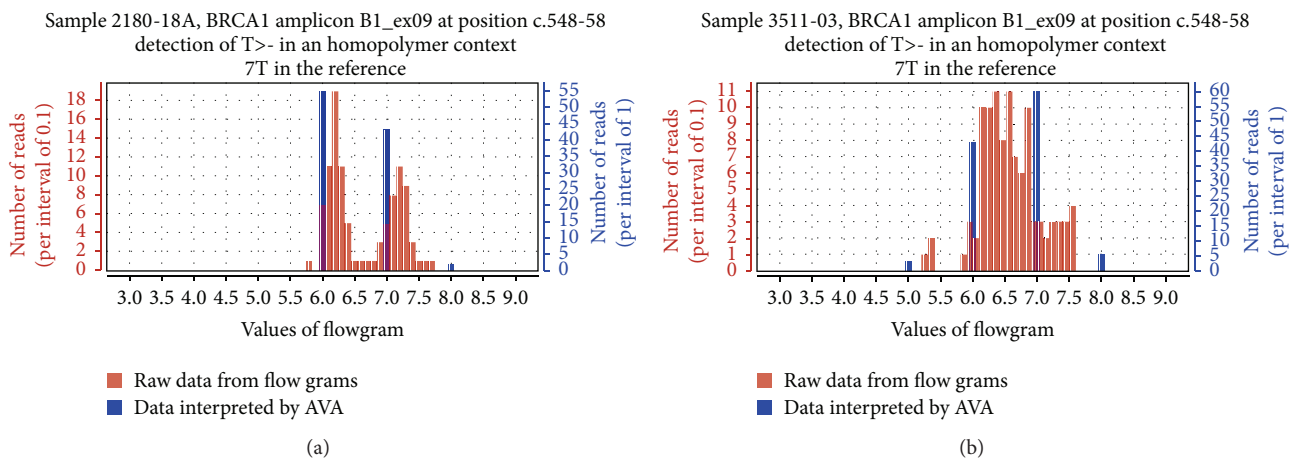 Sample 2180-18A, BRCA1 amplicon B1_ex09 at position c.548-58
detection of T>- in an homopolymer context
7T in the reference
Number of reads
(per interval of 0.1)
18
16
14
12
10
8
6
4
2
0
55
50
45
40
35
30
25
20
15
10
5
0
Number of reads
(per interval of 1)
3.0 3.5 4.0 4.5 5.0 5.5 6.0 6.5 7.0 7.5 8.0 8.5 9.0
Values of flowgram
Raw data from flow grams
Data interpreted by AVA
(a)
Sample 3511-03, BRCA1 amplicon B1_ex09 at position c.548-58
detection of T>- in an homopolymer context
7T in the reference
Number of reads
(per interval of 0.1)
11
10
9
8
7
6
5
4
3
2
1
0
60
55
50
45
40
35
30
25
20
15
10
5
0
Number of reads
(per interval of 1)
3.0 3.5 4.0 4.5 5.0 5.5 6.0 6.5 7.0 7.5 8.0 8.5 9.0
Values of flowgram
Raw data from flow grams
Data interpreted by AVA
(b)